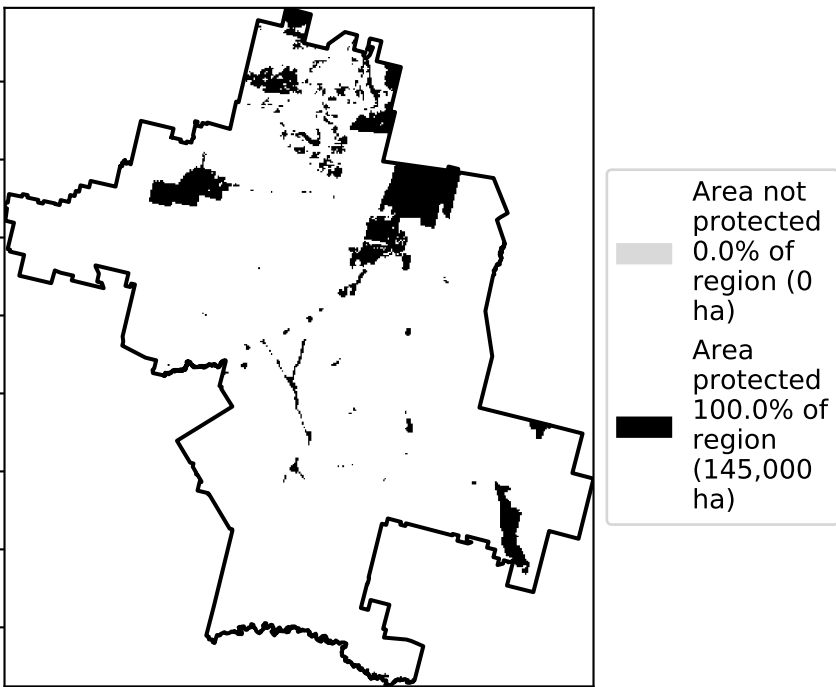 Area not
protected
0.0% of
region (0
ha)
Area
protected
100.0% of
region
(145,000
ha)